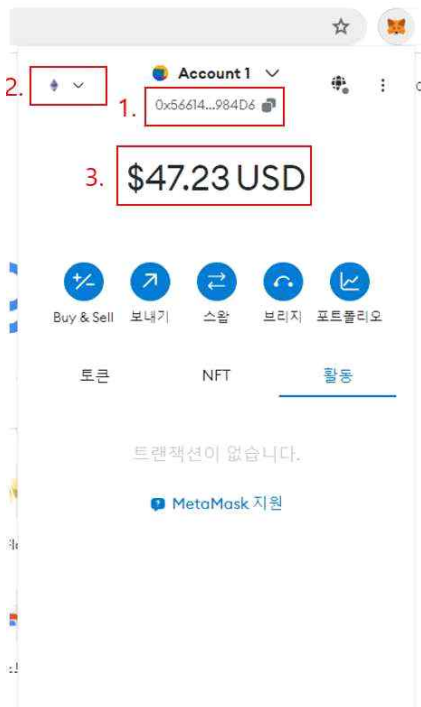 Account 1
2.
1.
0x56614...984D6
3.
$47.23 USD
Buy & Sell
보내기
스왑
브리지
포트폴리오
토큰
NFT
활동
트랜잭션이 없습니다.
MetaMask 지원